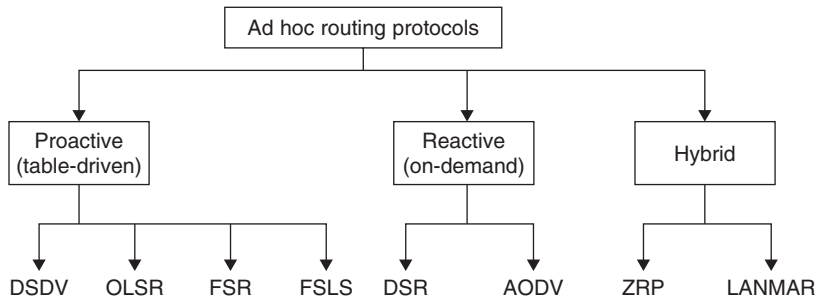 Ad hoc routing protocols
Proactive
(table-driven)
Reactive
(on-demand)
Hybrid
DSDV
OLSR
FSR
FSLS
DSR
AODV
ZRP
LANMAR